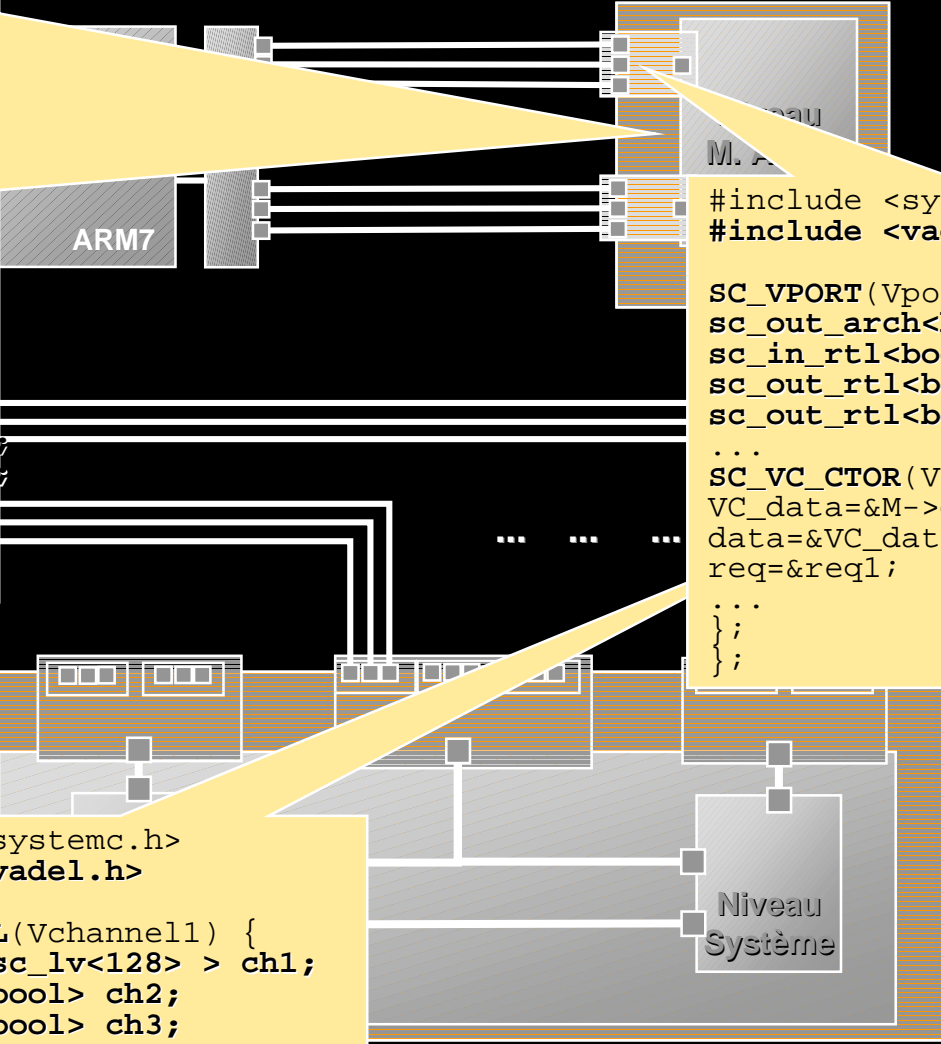 Niveau
M. A
ARM7
#include <sy
#include <va
SC_VPORT(Vpo
sc_out_arch<
sc_in_rtl<bo
sc_out_rtl<b
sc_out_rtl<b
...
SC_VC_CTOR(V
VC_data=&M->
data=&VC_dat
req=&req1;
...
};
};
... ... ...
systemc.h>
vadel.h>
L(Vchannel1) {
sc_lv<128> > ch1;
bool> ch2;
bool> ch3;
Niveau
Système